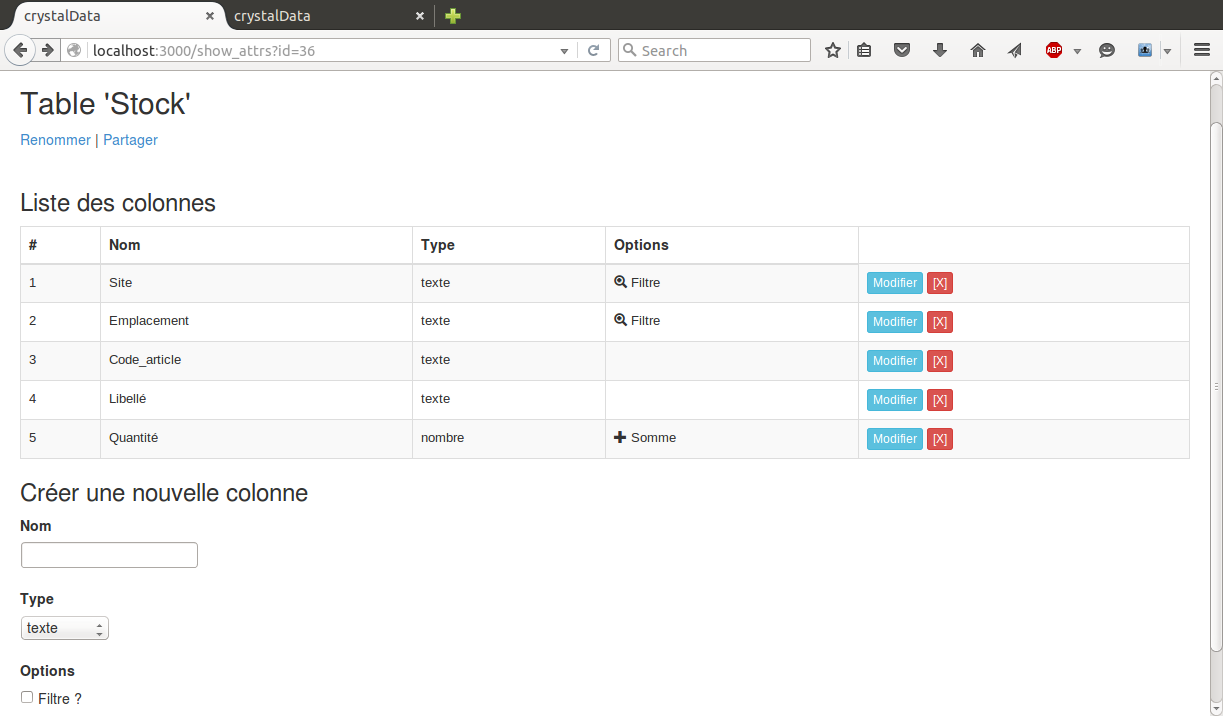 crystalData × crystalData ×
localhost:3000/show_attrs?id=36 Search ABP
Table 'Stock'
Renommer | Partager
Liste des colonnes
# Nom Type Options
1 Site texte Filtre Modifier [X]
2 Emplacement texte Filtre Modifier [X]
3 Code_article texte Modifier [X]
4 Libellé texte Modifier [X]
5 Quantité nombre Somme Modifier [X]
Créer une nouvelle colonne
Nom
Type
texte
Options
Filtre ?